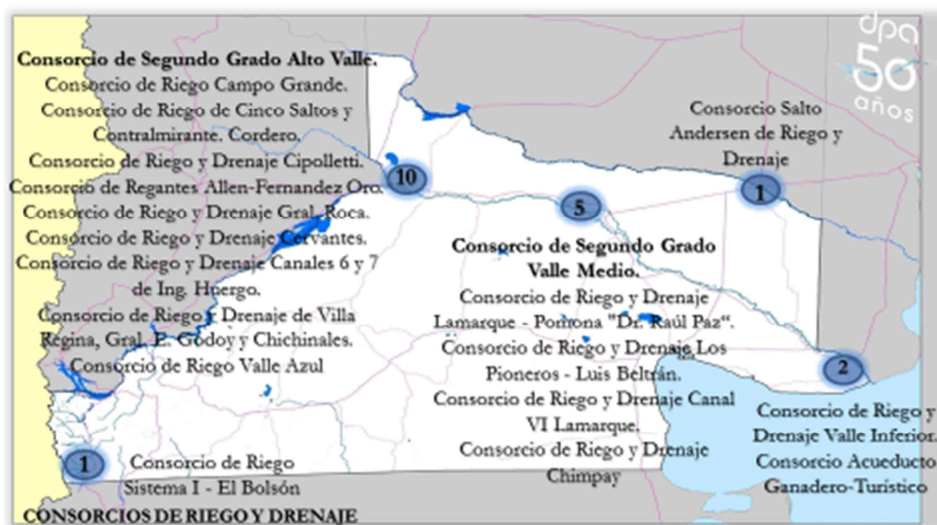 Consorcio de Segundo Grado Alto Valle.
Consorcio de Riego Campo Grande.
Consorcio de Riego de Cinco Saltos y
Contralmirante. Cordero.
Consorcio de Riego y Drenaje Cipolletti.
Consorcio de Regantes Allen-Fernandez Oro.
Consorcio de Riego y Drenaje Gral. Roca.
Consorcio de Riego y Drenaje Cervantes.
Consorcio de Riego y Drenaje Canales 6 y 7
de Ing. Huergo.
Consorcio de Riego y Drenaje de Villa
Regina, Gral. E. Godoy y Chichinales.
Consorcio de Riego Valle Azul
10
5
1
2
1
dpa
50
años
Consorcio Salto
Andersen de Riego y
Drenaje
Consorcio de Segundo Grado
Valle Medio.
Consorcio de Riego y Drenaje
Lamarque - Pomona "Dr. Raúl Paz“.
Consorcio de Riego y Drenaje Los
Pioneros - Luis Beltrán.
Consorcio de Riego y Drenaje Canal
VI Lamarque.
Consorcio de Riego y Drenaje
Chimpay
Consorcio de Riego y
Drenaje Valle Inferior.
Consorcio Acueducto
Ganadero-Turístico
Consorcio de Riego
Sistema I - El Bolsón
CONSORCIOS DE RIEGO Y DRENAJE